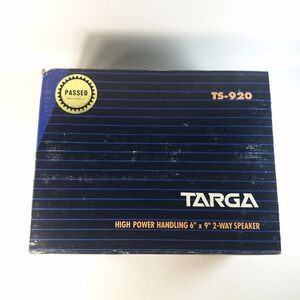 PASSED
TS-920
TARGA
HIGH POWER HANDLING 6" x 9" 2-WAY SPEAKER